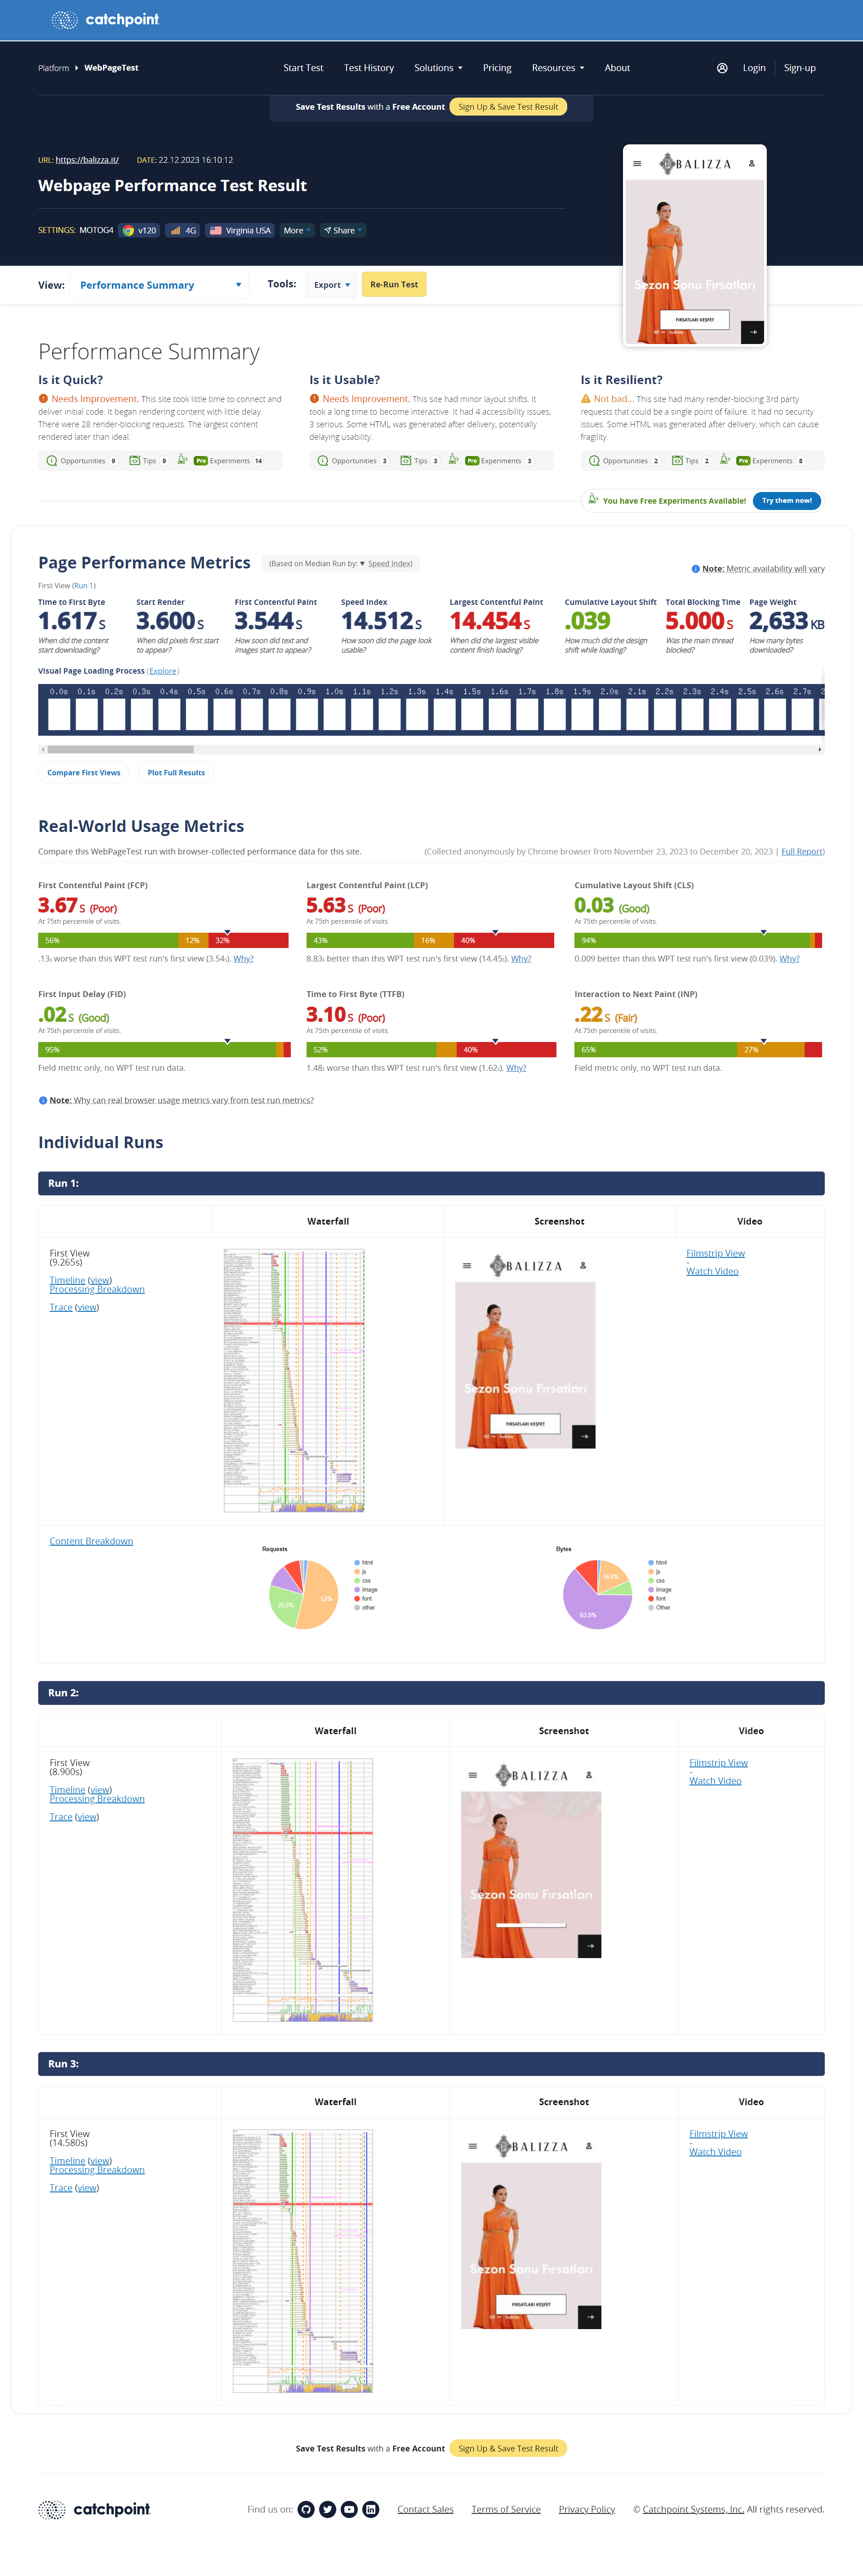 catchpoint
Platform WebPageTest
Start Test Test History Solutions Pricing Resources About
Login Sign-up
Save Test Results with a Free Account Sign Up & Save Test Result
URL: https://balizza.it/ DATE: 22.12.2023 16:10:12
Webpage Performance Test Result
SETTINGS: MOTOG4 v120 4G Virginia USA More Share
BALIZZA
Sezon Sonu Fırsatları
FIRSATLARI KEŞFET
View: Performance Summary Tools: Export Re-Run Test
Performance Summary
Is it Quick?
Needs Improvement. This site took little time to connect and
deliver initial code. It began rendering content with little delay.
There were 28 render-blocking requests. The largest content
rendered later than ideal.
Opportunities 9 Tips 9 Pro Experiments 14
Is it Usable?
Needs Improvement. This site had minor layout shifts. It
took a long time to become interactive. It had 4 accessibility issues,
3 serious. Some HTML was generated after delivery, potentially
delaying usability.
Opportunities 3 Tips 3 Pro Experiments 3
Is it Resilient?
Not bad... This site had many render-blocking 3rd party
requests that could be a single point of failure. It had no security
issues. Some HTML was generated after delivery, which can cause
fragility.
Opportunities 2 Tips 2 Pro Experiments 8
You have Free Experiments Available! Try them now!
Page Performance Metrics (Based on Median Run by: ▼ Speed Index)
Note: Metric availability will vary
First View (Run 1)
Time to First Byte
1.617 S
When did the content
start downloading?
Start Render
3.600 S
When did pixels first start
to appear?
First Contentful Paint
3.544 S
How soon did text and
images start to appear?
Speed Index
14.512 S
How soon did the page look
usable?
Largest Contentful Paint
14.454 S
When did the largest visible
content finish loading?
Cumulative Layout Shift
.039
How much did the design
shift while loading?
Total Blocking Time
5.000 S
Was the main thread
blocked?
Page Weight
2,633 KB
How many bytes
downloaded?
Visual Page Loading Process (Explore)
0.0s 0.1s 0.2s 0.3s 0.4s 0.5s 0.6s 0.7s 0.8s 0.9s 1.0s 1.1s 1.2s 1.3s 1.4s 1.5s 1.6s 1.7s 1.8s 1.9s 2.0s 2.1s 2.2s 2.3s 2.4s 2.5s 2.6s 2.7s 2
Compare First Views Plot Full Results
Real-World Usage Metrics
Compare this WebPageTest run with browser-collected performance data for this site.
(Collected anonymously by Chrome browser from November 23, 2023 to December 20, 2023 | Full Report)
First Contentful Paint (FCP)
3.67 S (Poor)
At 75th percentile of visits.
56% 12% 32%
.13s worse than this WPT test run's first view (3.54s). Why?
Largest Contentful Paint (LCP)
5.63 S (Poor)
At 75th percentile of visits.
43% 16% 40%
8.83s better than this WPT test run's first view (14.45s). Why?
Cumulative Layout Shift (CLS)
0.03 (Good)
At 75th percentile of visits.
94%
0.009 better than this WPT test run's first view (0.039). Why?
First Input Delay (FID)
.02 S (Good)
At 75th percentile of visits.
95%
Field metric only, no WPT test run data.
Time to First Byte (TTFB)
3.10 S (Poor)
At 75th percentile of visits.
52% 40%
1.48s worse than this WPT test run's first view (1.62s). Why?
Interaction to Next Paint (INP)
.22 S (Fair)
At 75th percentile of visits.
65% 27%
Field metric only, no WPT test run data.
Note: Why can real browser usage metrics vary from test run metrics?
Individual Runs
Run 1:
Waterfall Screenshot Video
First View
(9.265s)
Timeline (view)
Processing Breakdown
Trace (view)
BALIZZA
Sezon Sonu Fırsatları
FIRSATLARI KEŞFET
Filmstrip View
-
Watch Video
Content Breakdown
Requests
52%
25.5%
html
js
css
image
font
other
Bytes
16.8%
63.5%
html
js
css
image
font
Other
Run 2:
Waterfall Screenshot Video
First View
(8.900s)
Timeline (view)
Processing Breakdown
Trace (view)
BALIZZA
Sezon Sonu Fırsatları
Filmstrip View
-
Watch Video
Run 3:
Waterfall Screenshot Video
First View
(14.580s)
Timeline (view)
Processing Breakdown
Trace (view)
BALIZZA
Sezon Sonu Fırsatları
FIRSATLARI KEŞFET
Filmstrip View
-
Watch Video
Save Test Results with a Free Account Sign Up & Save Test Result
catchpoint
Find us on: Contact Sales Terms of Service Privacy Policy © Catchpoint Systems, Inc. All rights reserved.